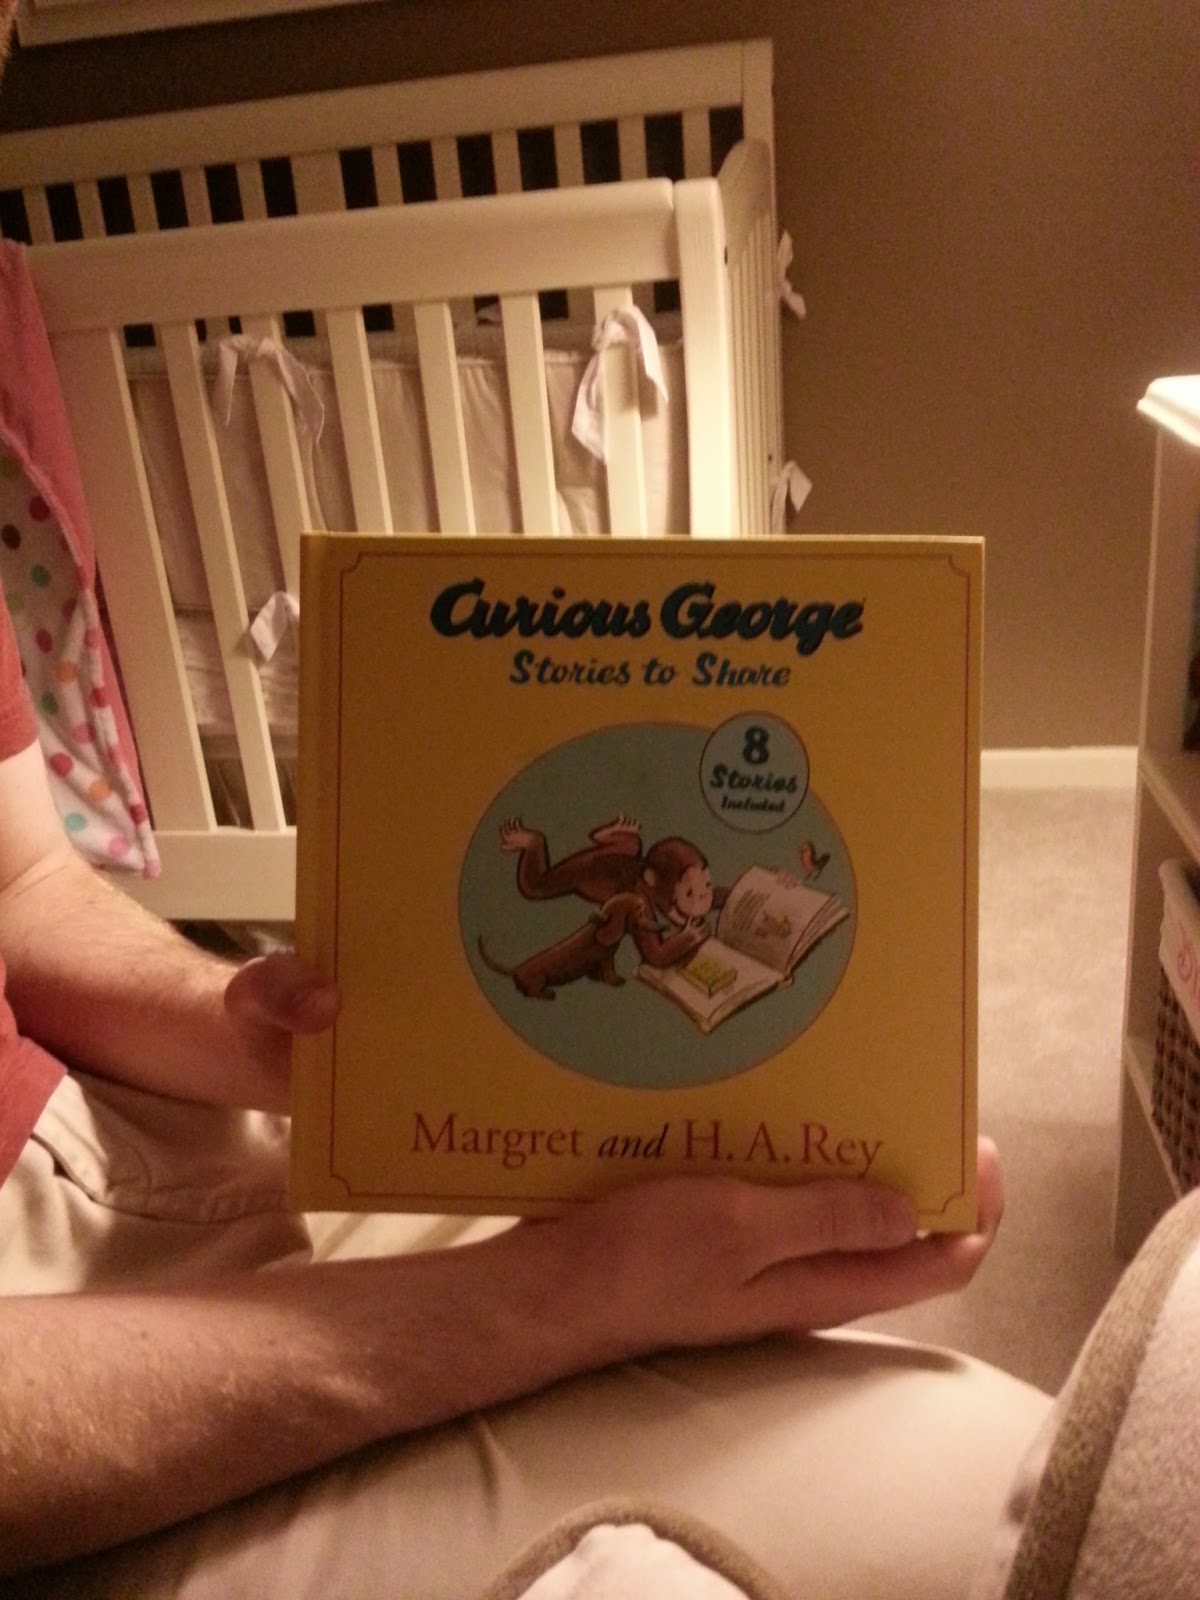 Curious George
Stories to Share
8
Stories
Included
Margret and H. A. Rey